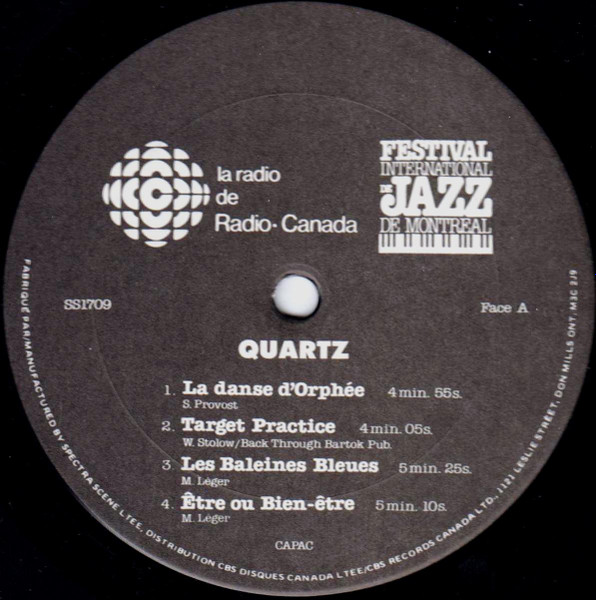 la radio
de
Radio-Canada
FESTIVAL
INTERNATIONAL
DE JAZZ
DE MONTREAL
SS1709
Face A
QUARTZ
1. La danse d'Orphée 4 min. 55s.
S. Provost
2. Target Practice 4 min. 05s.
W. Stolow/Back Through Bartok Pub.
3. Les Baleines Bleues 5 min. 25s.
M. Léger
4. Être ou Bien-être 5 min. 10s.
M. Léger
CAPAC
FABRIQUÉ PAR/MANUFACTURED BY SPECTRA SCENE LTEE, DISTRIBUTION CBS DISQUES CANADA LTEE/CBS RECORDS CANADA LTD., 1121 LESLIE STREET, DON MILLS ONT, M3C 2J9